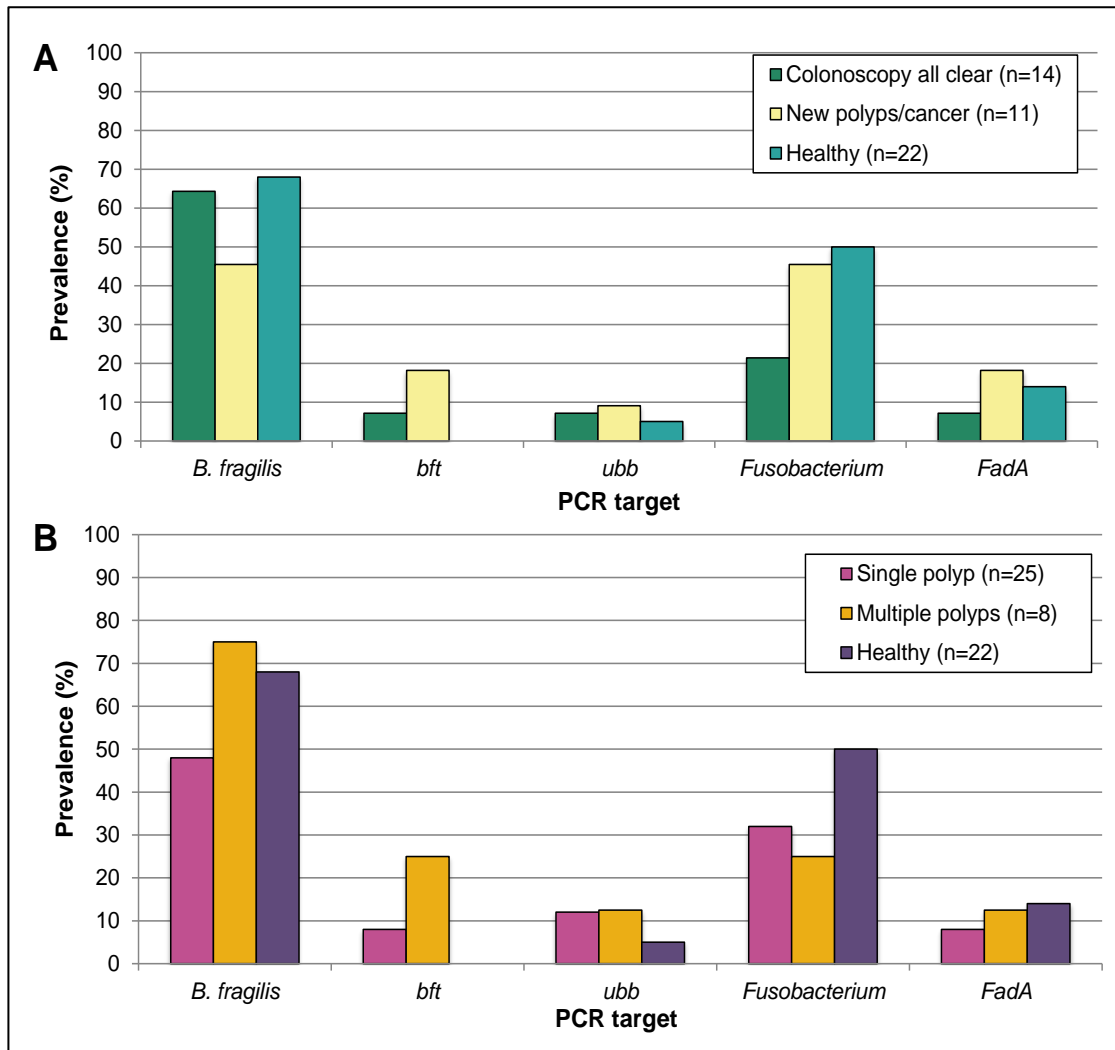 A
100
90
80
70
60
50
40
30
20
10
0
Prevalence (%)
Colonoscopy all clear (n=14)
New polyps/cancer (n=11)
Healthy (n=22)
B. fragilis bft ubb Fusobacterium FadA
PCR target
B
100
90
80
70
60
50
40
30
20
10
0
Prevalence (%)
Single polyp (n=25)
Multiple polyps (n=8)
Healthy (n=22)
B. fragilis bft ubb Fusobacterium FadA
PCR target